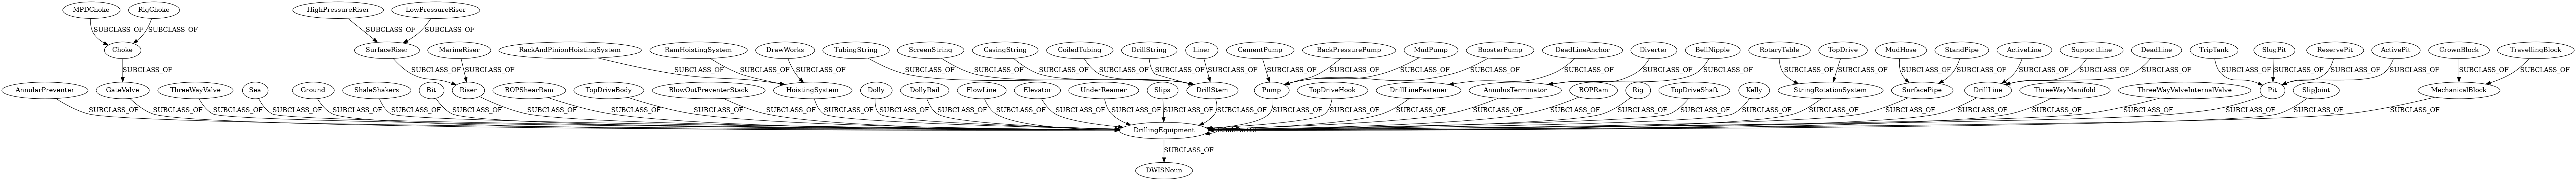 MPDChoke RigChoke HighPressureRiser LowPressureRiser
SUBCLASS_OF SUBCLASS_OF SUBCLASS_OF SUBCLASS_OF
Choke SurfaceRiser MarineRiser RackAndPinionHoistingSystem RamHoistingSystem DrawWorks TubingString ScreenString CasingString CoiledTubing DrillString Liner CementPump BackPressurePump MudPump BoosterPump DeadLineAnchor Diverter BellNipple RotaryTable TopDrive MudHose StandPipe ActiveLine SupportLine DeadLine TripTank SlugPit ReservePit ActivePit CrownBlock TravellingBlock
SUBCLASS_OF SUBCLASS_OF SUBCLASS_OF SUBCLASS_OF SUBCLASS_OF SUBCLASS_OF SUBCLASS_OF SUBCLASS_OF SUBCLASS_OF SUBCLASS_OF SUBCLASS_OF SUBCLASS_OF SUBCLASS_OF SUBCLASS_OF SUBCLASS_OF SUBCLASS_OF SUBCLASS_OF SUBCLASS_OF SUBCLASS_OF SUBCLASS_OF SUBCLASS_OF SUBCLASS_OF SUBCLASS_OF SUBCLASS_OF SUBCLASS_OF SUBCLASS_OF SUBCLASS_OF SUBCLASS_OF SUBCLASS_OF SUBCLASS_OF SUBCLASS_OF SUBCLASS_OF
AnnularPreventer GateValve ThreeWayValve Sea Ground ShaleShakers Bit Riser BOPShearRam TopDriveBody BlowOutPreventerStack HoistingSystem Dolly DollyRail FlowLine Elevator UnderReamer Slips DrillStem Pump TopDriveHook DrillLineFastener AnnulusTerminator BOPRam Rig TopDriveShaft Kelly StringRotationSystem SurfacePipe DrillLine ThreeWayManifold ThreeWayValveInternalValve Pit SlipJoint MechanicalBlock
SUBCLASS_OF SUBCLASS_OF SUBCLASS_OF SUBCLASS_OF SUBCLASS_OF SUBCLASS_OF SUBCLASS_OF SUBCLASS_OF SUBCLASS_OF SUBCLASS_OF SUBCLASS_OF SUBCLASS_OF SUBCLASS_OF SUBCLASS_OF SUBCLASS_OF SUBCLASS_OF SUBCLASS_OF SUBCLASS_OF SUBCLASS_OF SUBCLASS_OF SUBCLASS_OF SUBCLASS_OF SUBCLASS_OF SUBCLASS_OF SUBCLASS_OF SUBCLASS_OF SUBCLASS_OF SUBCLASS_OF SUBCLASS_OF SUBCLASS_OF SUBCLASS_OF SUBCLASS_OF SUBCLASS_OF SUBCLASS_OF SUBCLASS_OF
DrillingEquipment
SUBCLASS_OF
DWISNoun